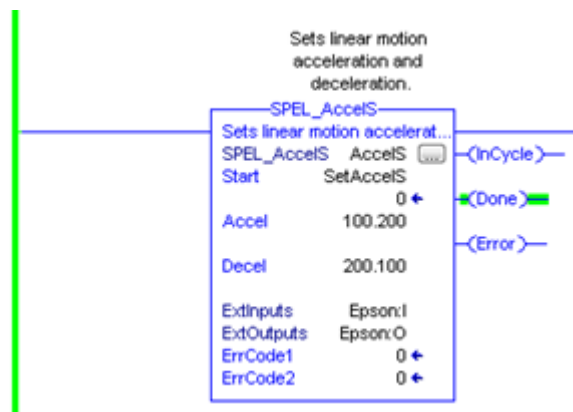 Sets linear motion
acceleration and
deceleration.
SPEL_AccelS
Sets linear motion accelerat...
SPEL_AccelS AccelS ...
(InCycle)
Start SetAccelS
0
(Done)
Accel 100.200
(Error)
Decel 200.100
ExtInputs Epson:I
ExtOutputs Epson:O
ErrCode1 0
ErrCode2 0